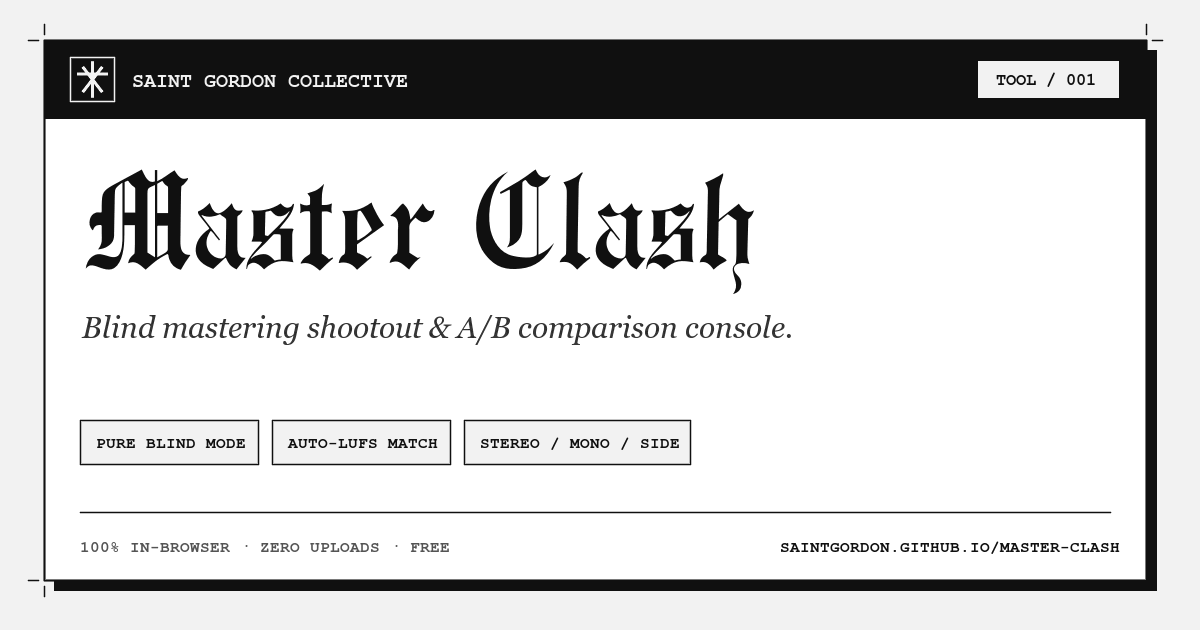 SAINT GORDON COLLECTIVE
TOOL / 001
Master Clash
Blind mastering shootout & A/B comparison console.
PURE BLIND MODE
AUTO-LUFS MATCH
STEREO / MONO / SIDE
100% IN-BROWSER · ZERO UPLOADS · FREE
SAINTGORDON.GITHUB.IO/MASTER-CLASH